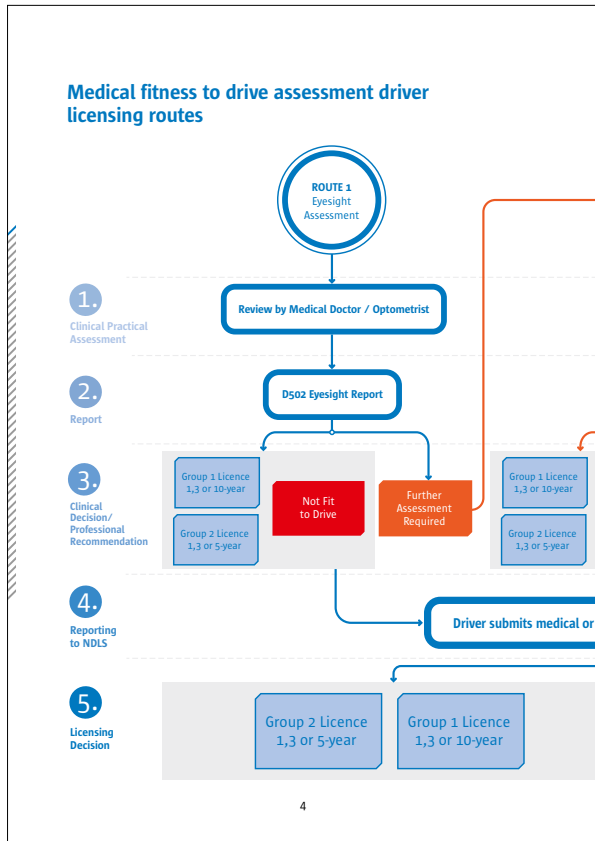 Medical fitness to drive assessment driver
licensing routes
ROUTE 1
Eyesight
Assessment
1.
Clinical Practical
Assessment
Review by Medical Doctor / Optometrist
2.
Report
D502 Eyesight Report
3.
Clinical
Decision/
Professional
Recommendation
Group 1 Licence
1,3 or 10-year
Group 2 Licence
1,3 or 5-year
Not Fit
to Drive
Further
Assessment
Required
Group 1 Licence
1,3 or 10-year
Group 2 Licence
1,3 or 5-year
4.
Reporting
to NDLS
Driver submits medical or
5.
Licensing
Decision
Group 2 Licence
1,3 or 5-year
Group 1 Licence
1,3 or 10-year
4